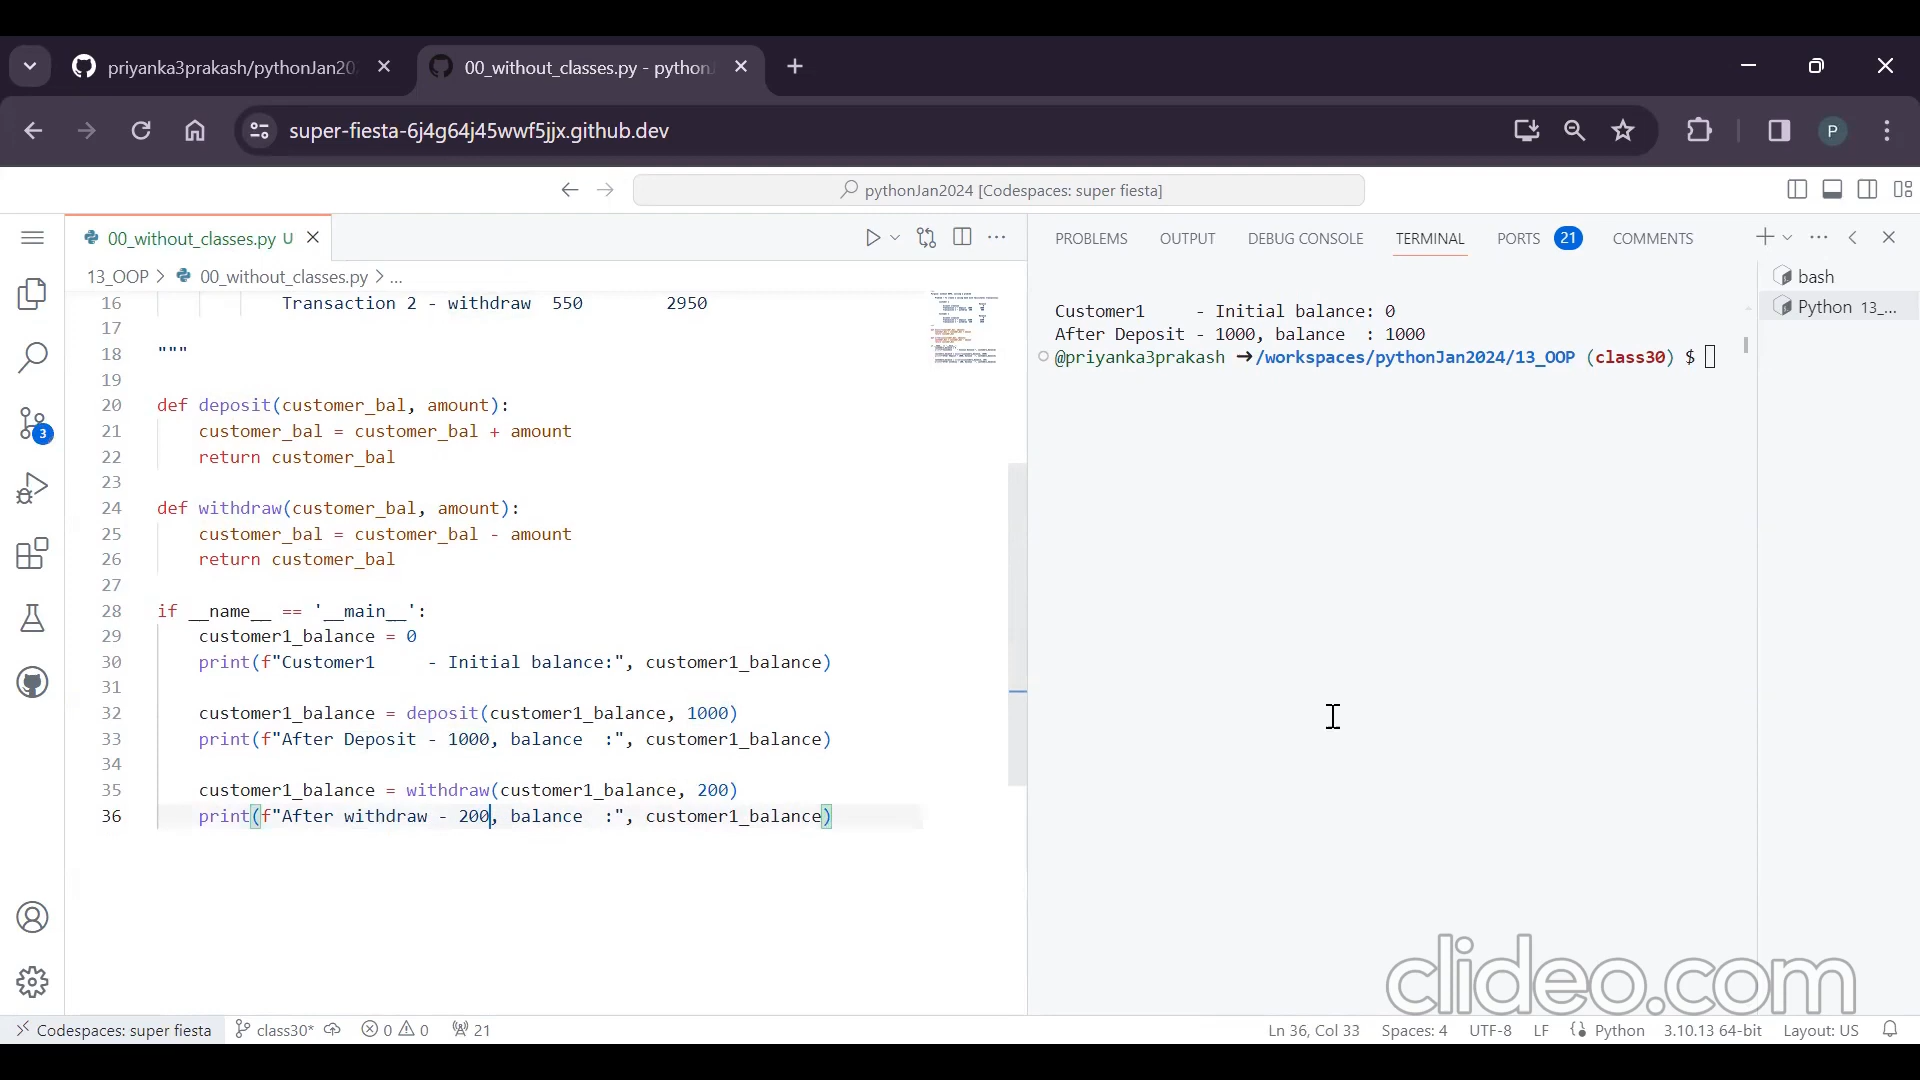 priyanka3prakash/pythonJan20
00_without_classes.py - python
super-fiesta-6j4g64j45wwf5jjx.github.dev
P
pythonJan2024 [Codespaces: super fiesta]
00_without_classes.py U
PROBLEMS OUTPUT DEBUG CONSOLE TERMINAL PORTS 21 COMMENTS
13_OOP > 00_without_classes.py > ...
16 Transaction 2 - withdraw 550 2950
17
18 """
19
20 def deposit(customer_bal, amount):
21 customer_bal = customer_bal + amount
22 return customer_bal
23
24 def withdraw(customer_bal, amount):
25 customer_bal = customer_bal - amount
26 return customer_bal
27
28 if __name__ == '__main__':
29 customer1_balance = 0
30 print(f"Customer1     - Initial balance:", customer1_balance)
31
32 customer1_balance = deposit(customer1_balance, 1000)
33 print(f"After Deposit - 1000, balance  :", customer1_balance)
34
35 customer1_balance = withdraw(customer1_balance, 200)
36 print(f"After withdraw - 200, balance  :", customer1_balance)
Customer1     - Initial balance: 0
After Deposit - 1000, balance  : 1000
@priyanka3prakash ➜/workspaces/pythonJan2024/13_OOP (class30) $
bash
Python 13_...
3
clideo.com
Codespaces: super fiesta class30* 0 0 21 Ln 36, Col 33 Spaces: 4 UTF-8 LF Python 3.10.13 64-bit Layout: US